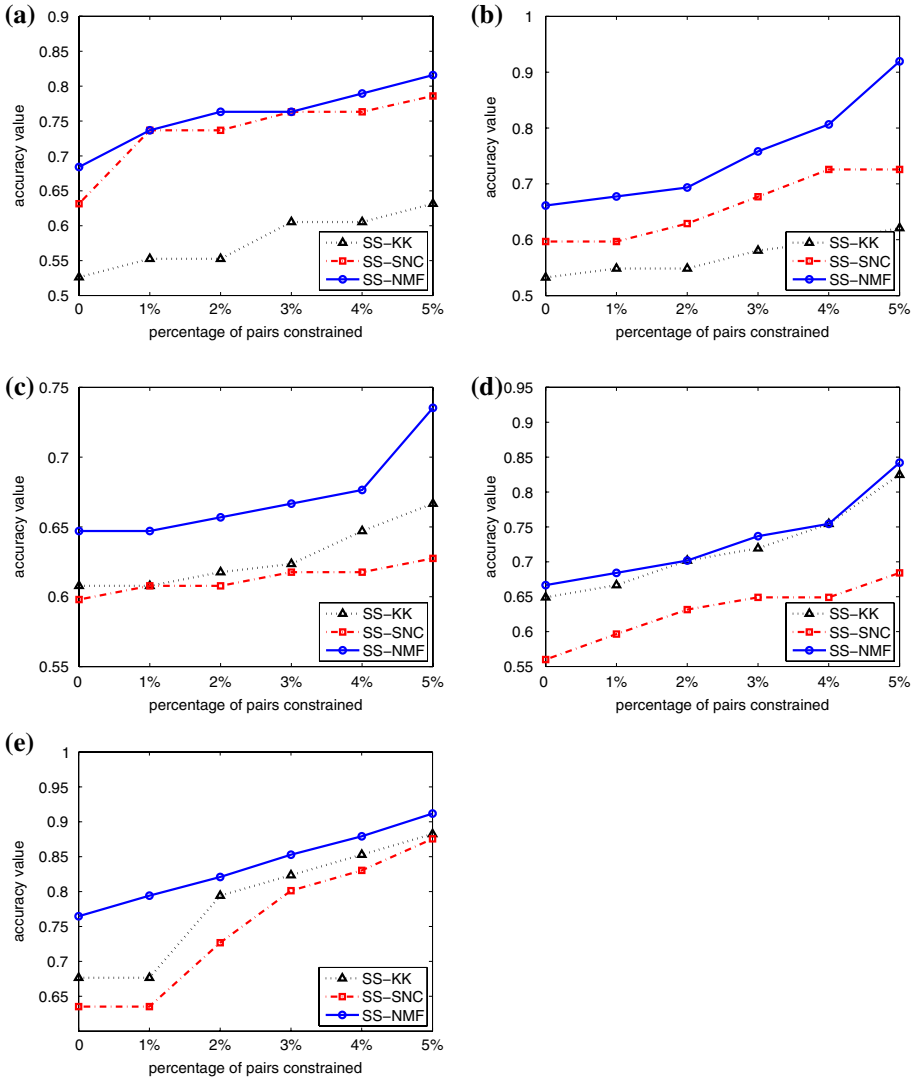 (a)
0.9
0.85
0.8
0.75
0.7
0.65
0.6
0.55
0.5
accuracy value
0 1% 2% 3% 4% 5%
percentage of pairs constrained
SS-KK
SS-SNC
SS-NMF
(b)
1
0.9
0.8
0.7
0.6
0.5
accuracy value
0 1% 2% 3% 4% 5%
percentage of pairs constrained
SS-KK
SS-SNC
SS-NMF
(c)
0.75
0.7
0.65
0.6
0.55
accuracy value
0 1% 2% 3% 4% 5%
percentage of pairs constrained
SS-KK
SS-SNC
SS-NMF
(d)
0.95
0.9
0.85
0.8
0.75
0.7
0.65
0.6
0.55
accuracy value
0 1% 2% 3% 4% 5%
percentage of pairs constrained
SS-KK
SS-SNC
SS-NMF
(e)
1
0.95
0.9
0.85
0.8
0.75
0.7
0.65
accuracy value
0 1% 2% 3% 4% 5%
percentage of pairs constrained
SS-KK
SS-SNC
SS-NMF